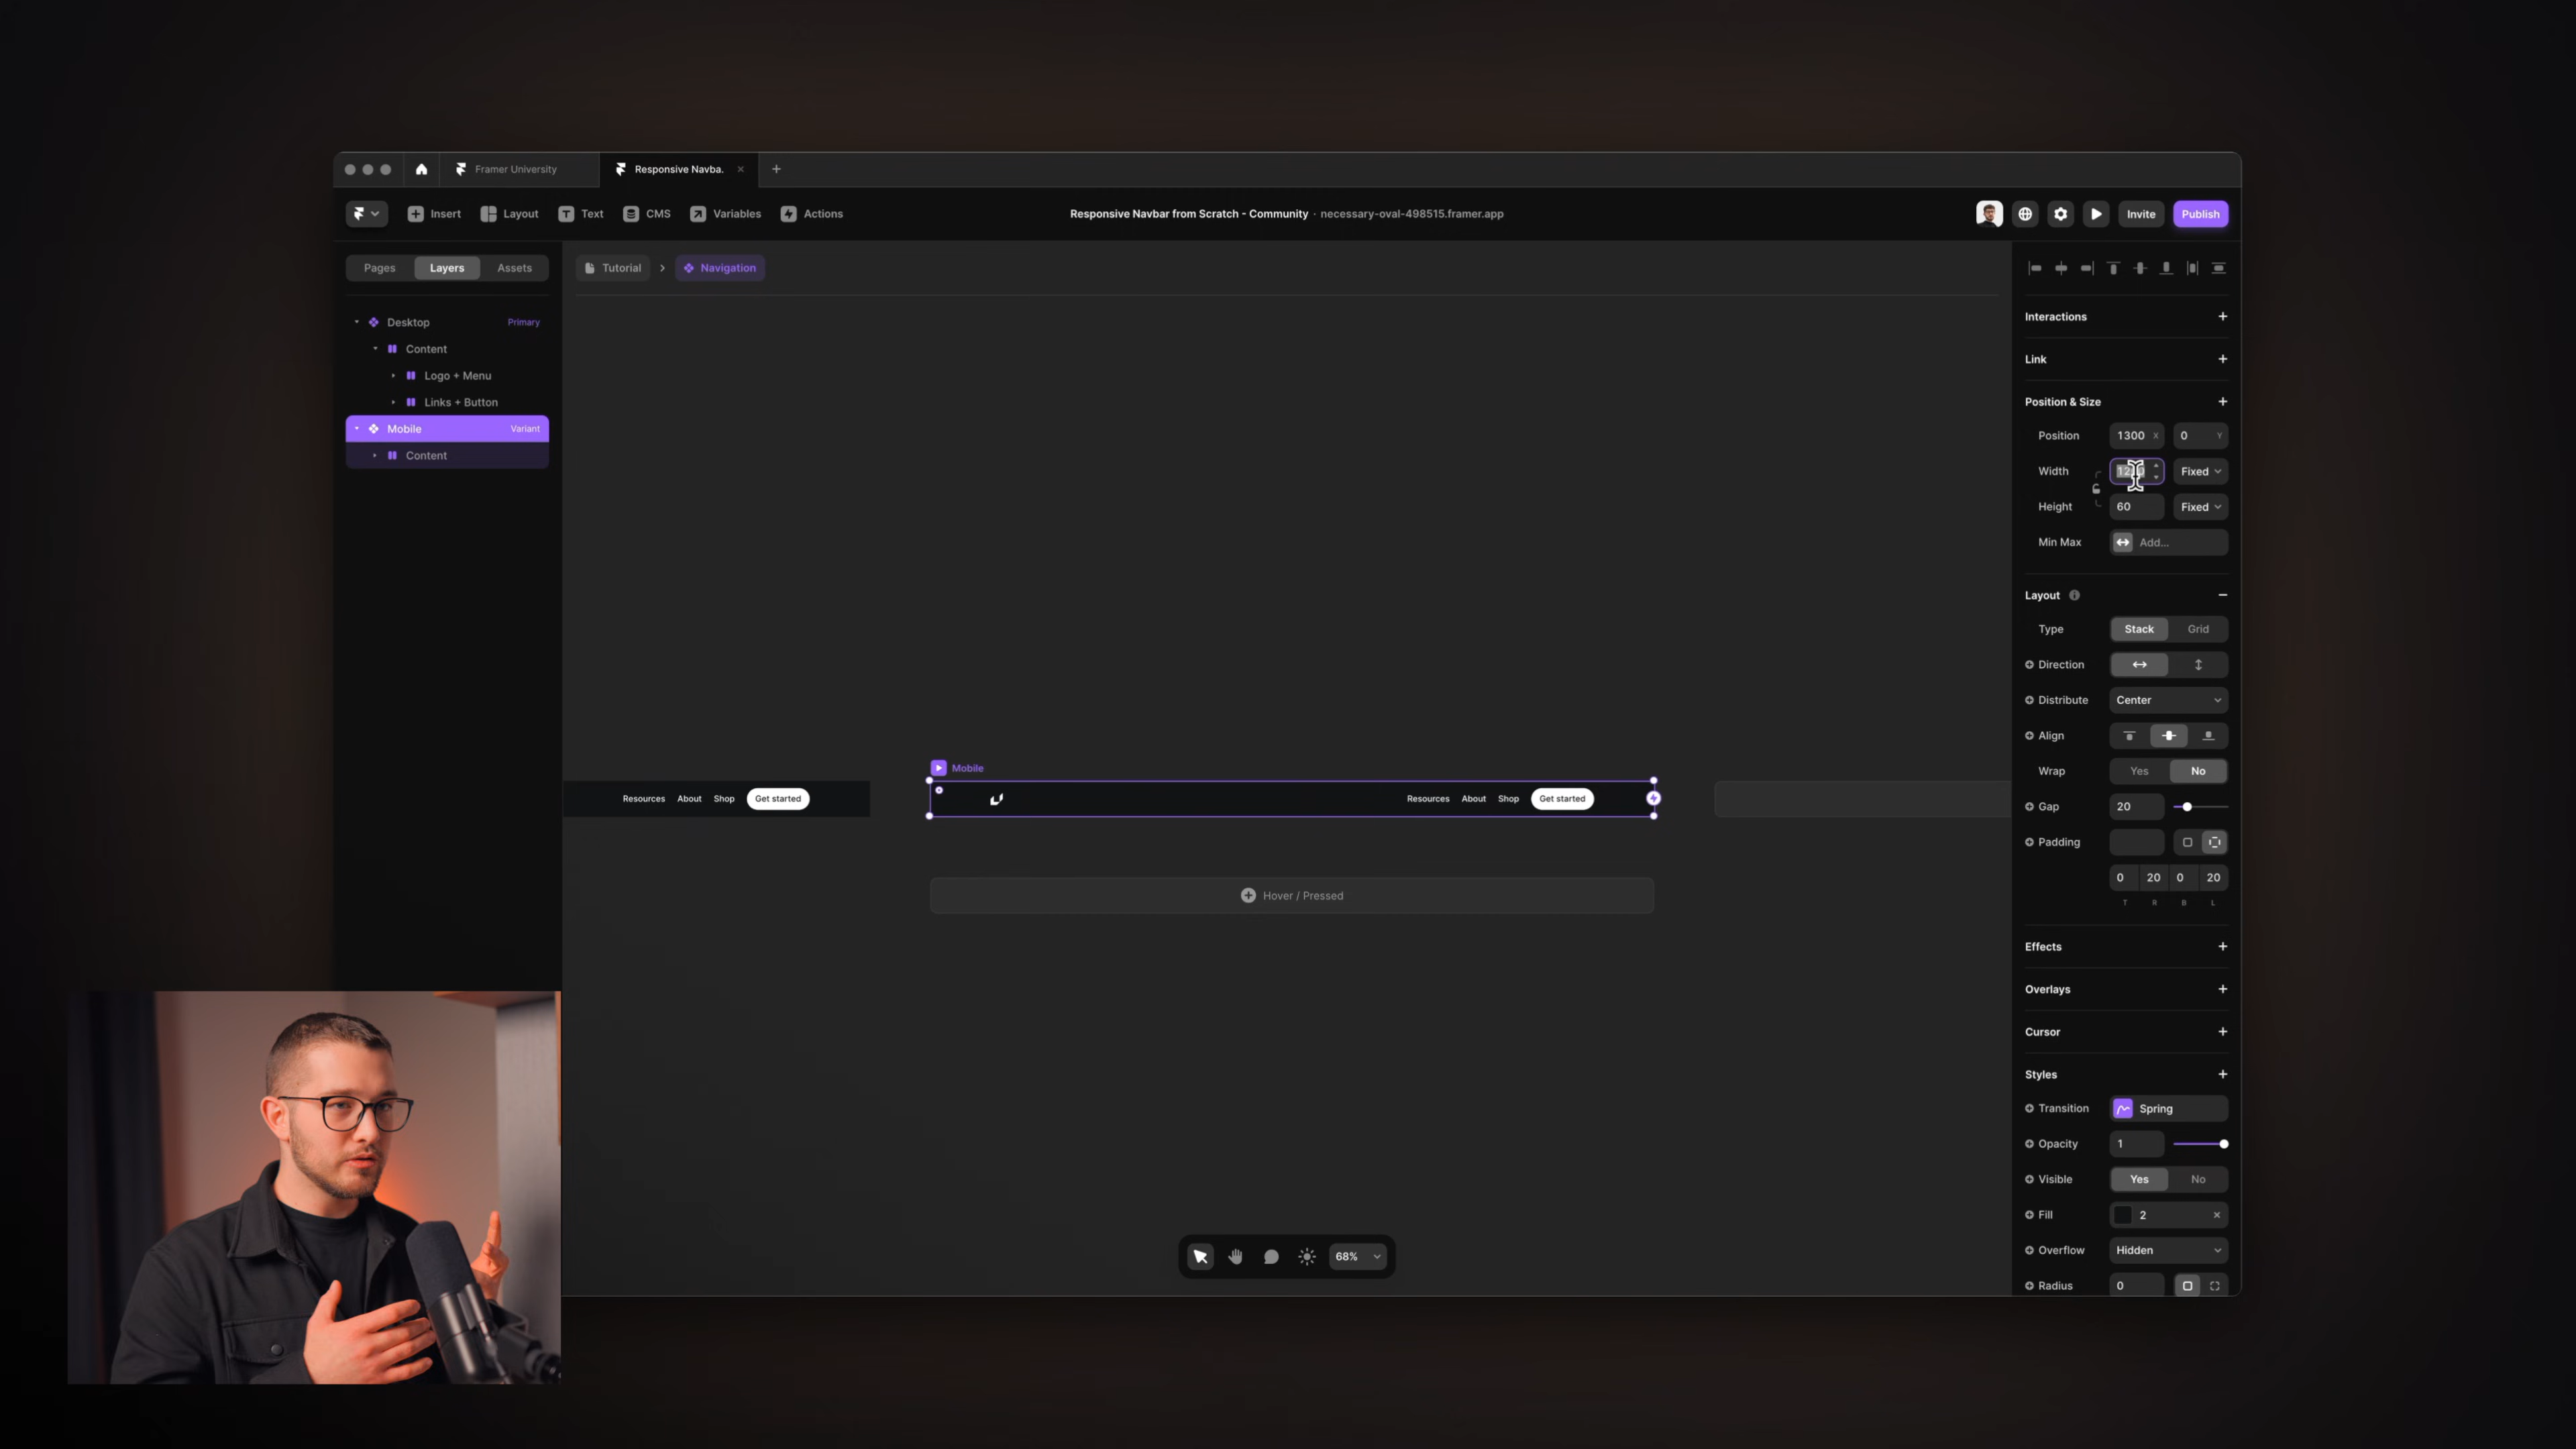 Framer University
Responsive Navba.
Insert
Layout
Text
CMS
Variables
Actions
Responsive Navbar from Scratch - Community · necessary-oval-498515.framer.app
Invite
Publish
Pages
Layers
Assets
Tutorial
Navigation
Desktop
Primary
Content
Logo + Menu
Links + Button
Mobile
Variant
Content
Mobile
Resources
About
Shop
Get started
Resources
About
Shop
Get started
Hover / Pressed
68%
Interactions
Link
Position & Size
Position 1300 X 0 Y
Width Fixed
Height 60 Fixed
Min Max Add...
Layout
Type Stack Grid
Direction
Distribute Center
Align
Wrap Yes No
Gap 20
Padding
0 20 0 20
T R B L
Effects
Overlays
Cursor
Styles
Transition Spring
Opacity 1
Visible Yes No
Fill 2
Overflow Hidden
Radius 0